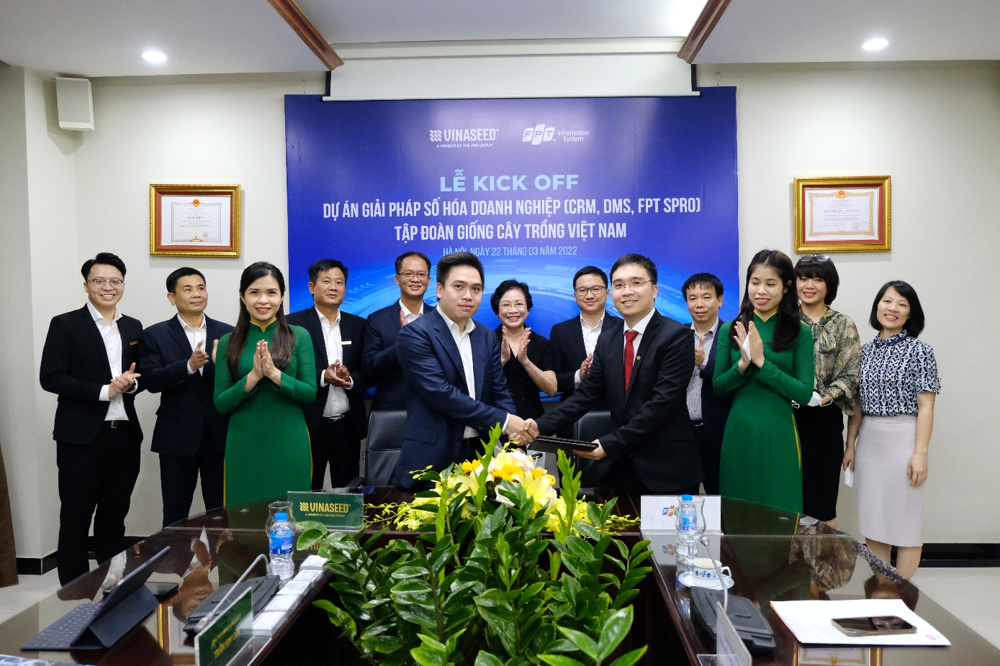 VINASEED
A MEMBER OF THE PAN GROUP
FPT Information
System
LỄ KICK OFF
DỰ ÁN GIẢI PHÁP SỐ HÓA DOANH NGHIỆP (CRM, DMS, FPT SPRO)
TẬP ĐOÀN GIỐNG CÂY TRỒNG VIỆT NAM
HÀ NỘI, NGÀY 22 THÁNG 03 NĂM 2022
VINASEED
A MEMBER OF THE PAN GROUP